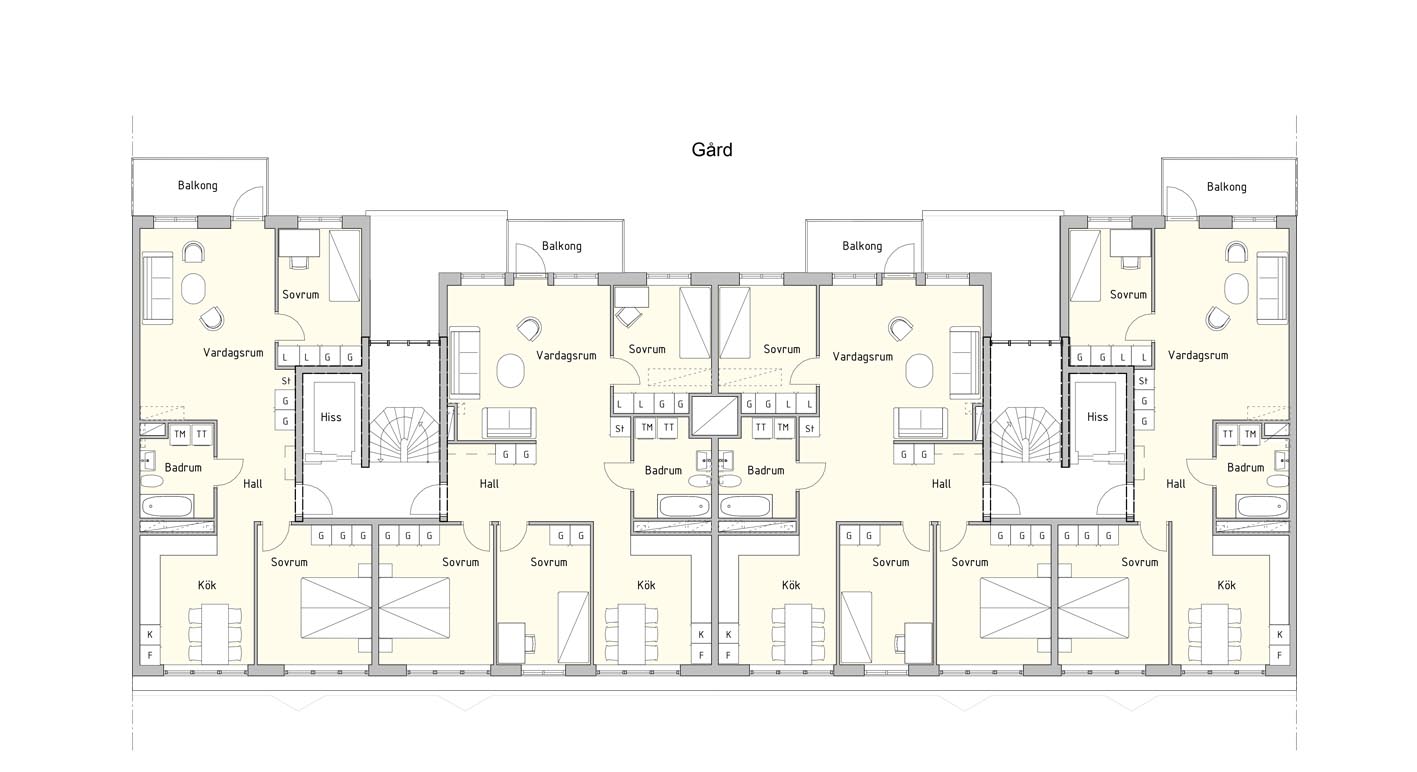 Gård
Balkong
Balkong
Balkong
Balkong
Sovrum
Sovrum
Vardagsrum
Sovrum
Sovrum
Vardagsrum
Vardagsrum
Vardagsrum
L L G G
G G L L
St
G
G
St
G
G
Hiss
Hiss
L L G G
G G L L
St
TM TT
TT TM
St
TM TT
TT TM
Badrum
G G
G G
Badrum
Badrum
Badrum
Hall
Hall
Hall
Hall
G G G
G G G
G G
G G
G G G
G G G
Sovrum
Sovrum
Sovrum
Sovrum
Sovrum
Sovrum
Kök
Kök
Kök
Kök
K
F
K
F
K
F
K
F